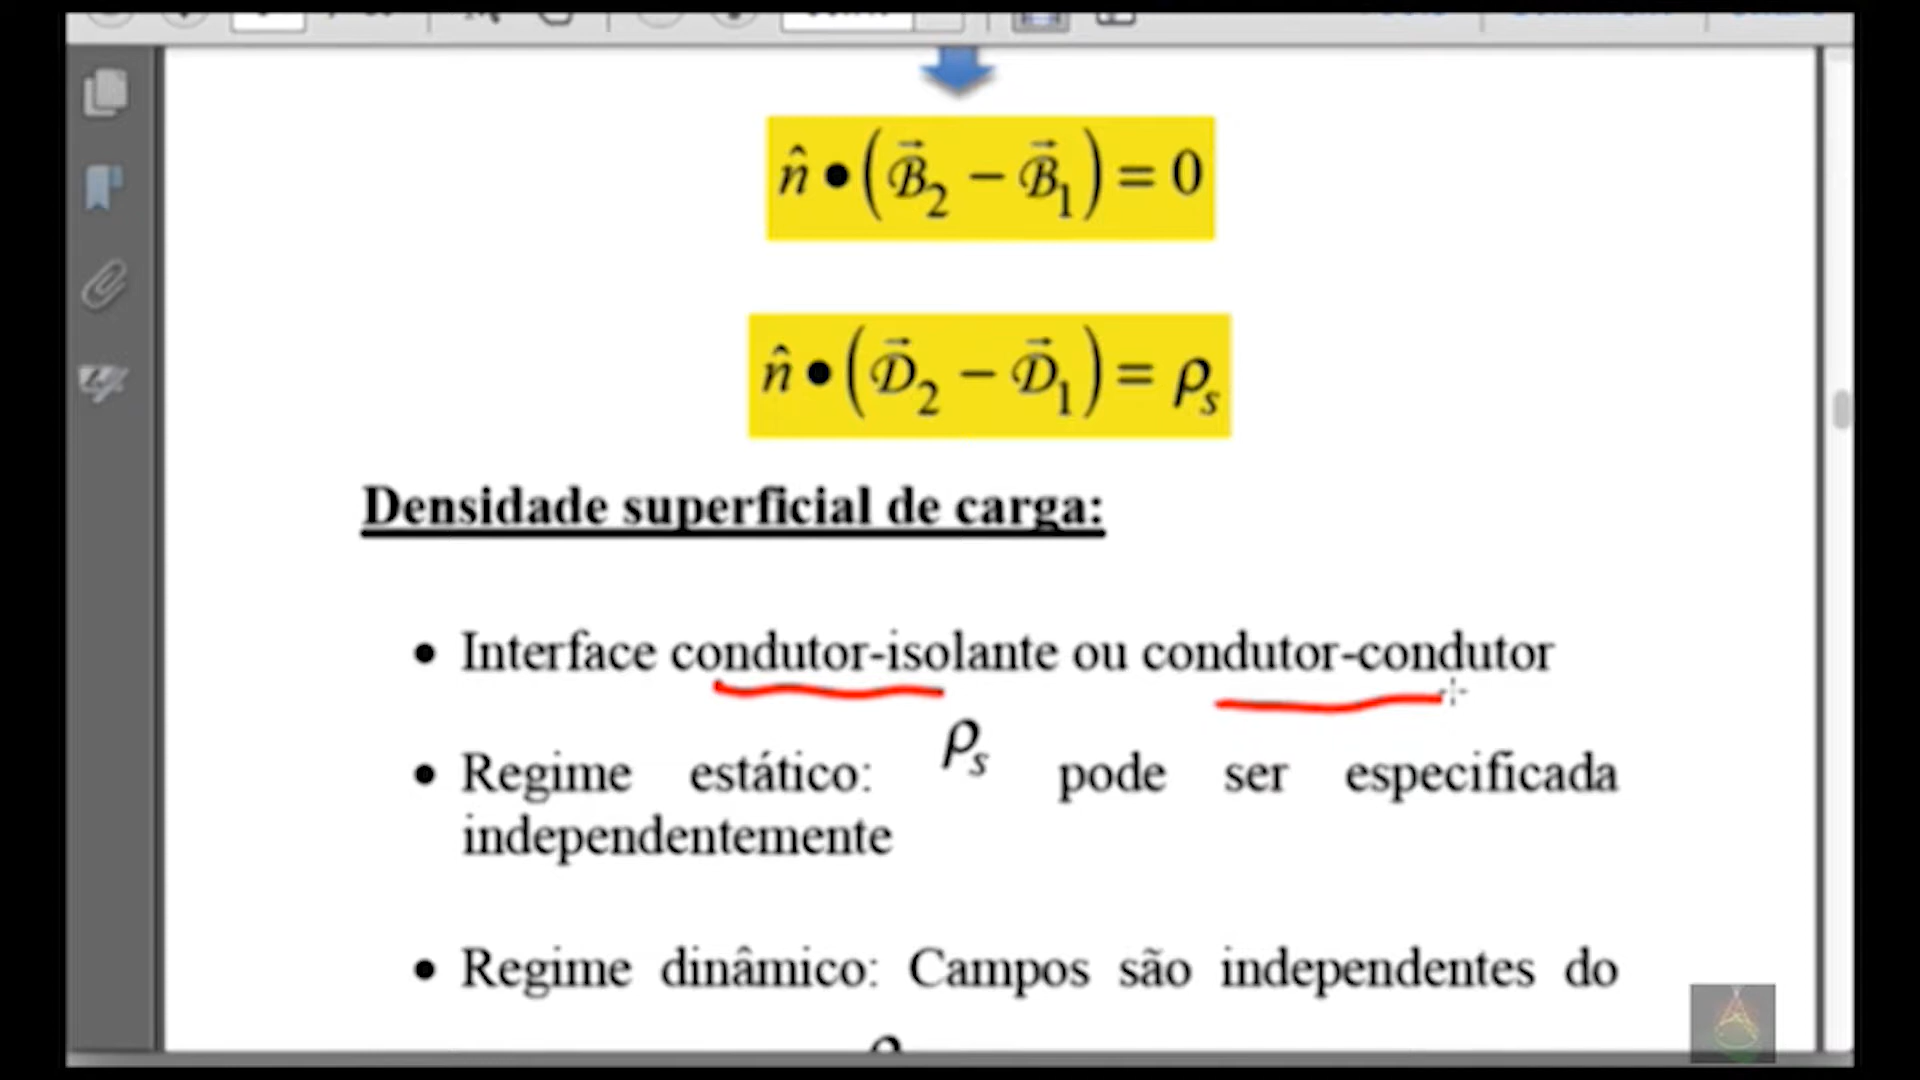 n̂ • (B⃗₂ − B⃗₁) = 0
n̂ • (D⃗₂ − D⃗₁) = ρₛ
Densidade superficial de carga:
• Interface condutor-isolante ou condutor-condutor
• Regime estático: ρₛ pode ser especificada
independentemente
• Regime dinâmico: Campos são independentes do